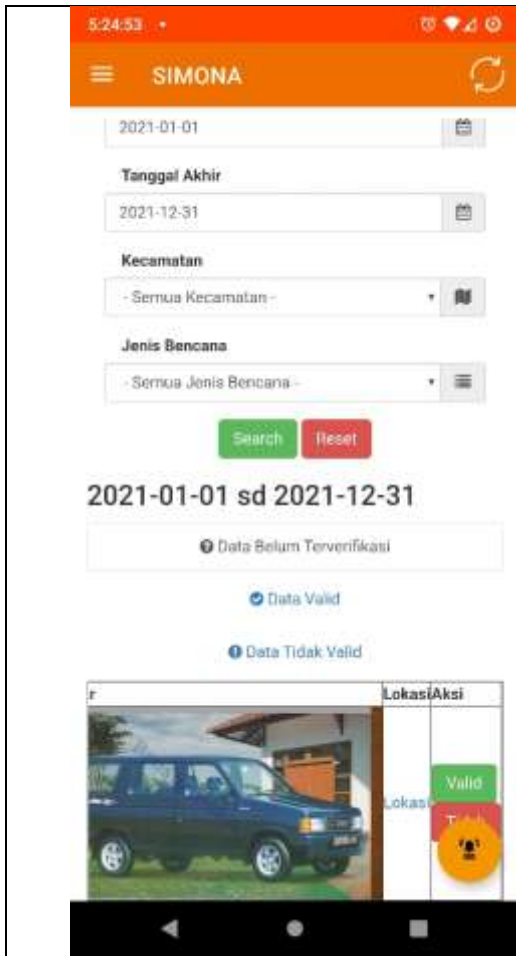 5:24:53
SIMONA
2021-01-01
Tanggal Akhir
2021-12-31
Kecamatan
- Semua Kecamatan -
Jenis Bencana
- Semua Jenis Bencana -
Search Reset
2021-01-01 sd 2021-12-31
Data Belum Terverifikasi
Data Valid
Data Tidak Valid
r Lokasi Aksi
Lokasi Valid